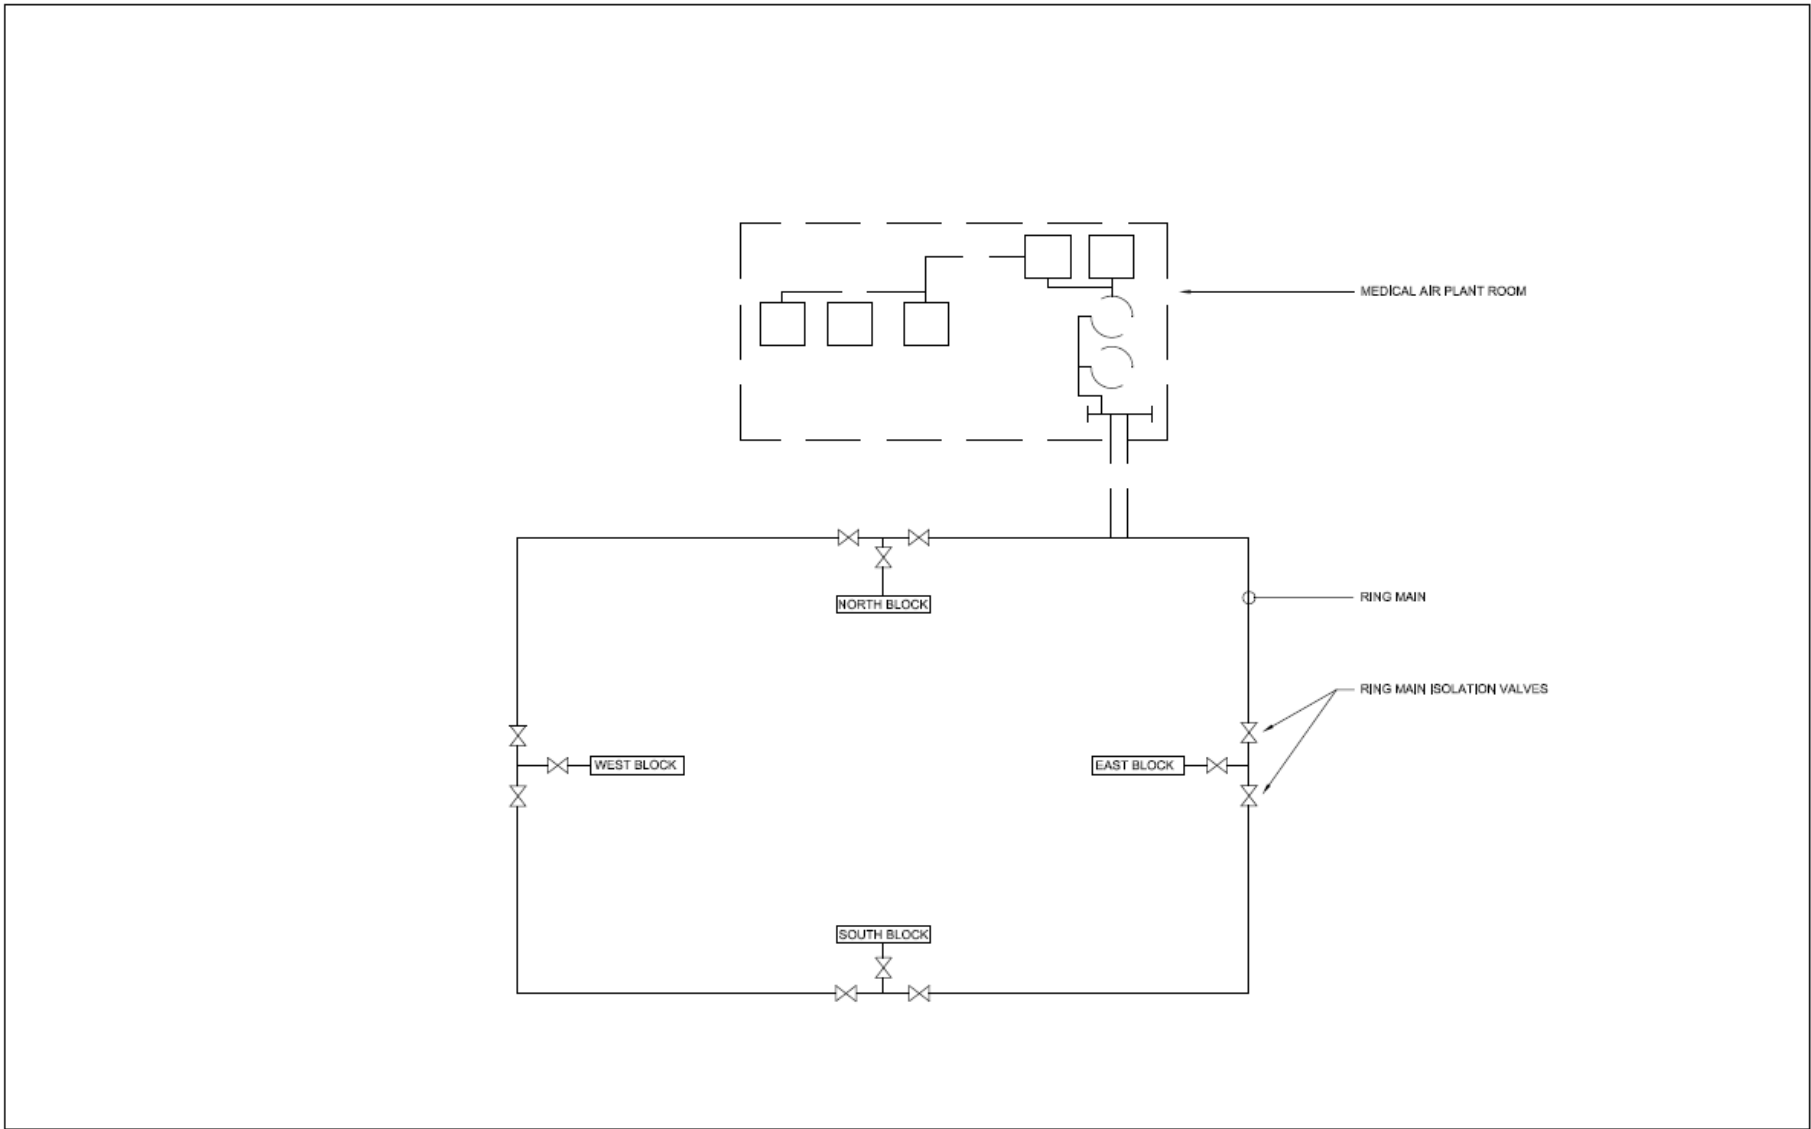 MEDICAL AIR PLANT ROOM
RING MAIN
NORTH BLOCK
RING MAIN ISOLATION VALVES
WEST BLOCK
EAST BLOCK
SOUTH BLOCK